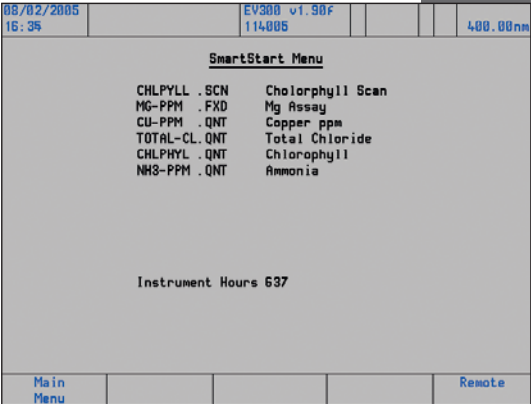 08/02/2005 EV300 v1.90f
16:34 114005 400.00nm
SmartStart Menu
CHLPYLL .SCN Cholorphyll Scan
MG-PPM .FXD Mg Assay
CU-PPM .QNT Copper ppm
TOTAL-CL.QNT Total Chloride
CHLPHYL .QNT Chlorophyll
NH3-PPM .QNT Ammonia
Instrument Hours 637
Main Remote
Menu